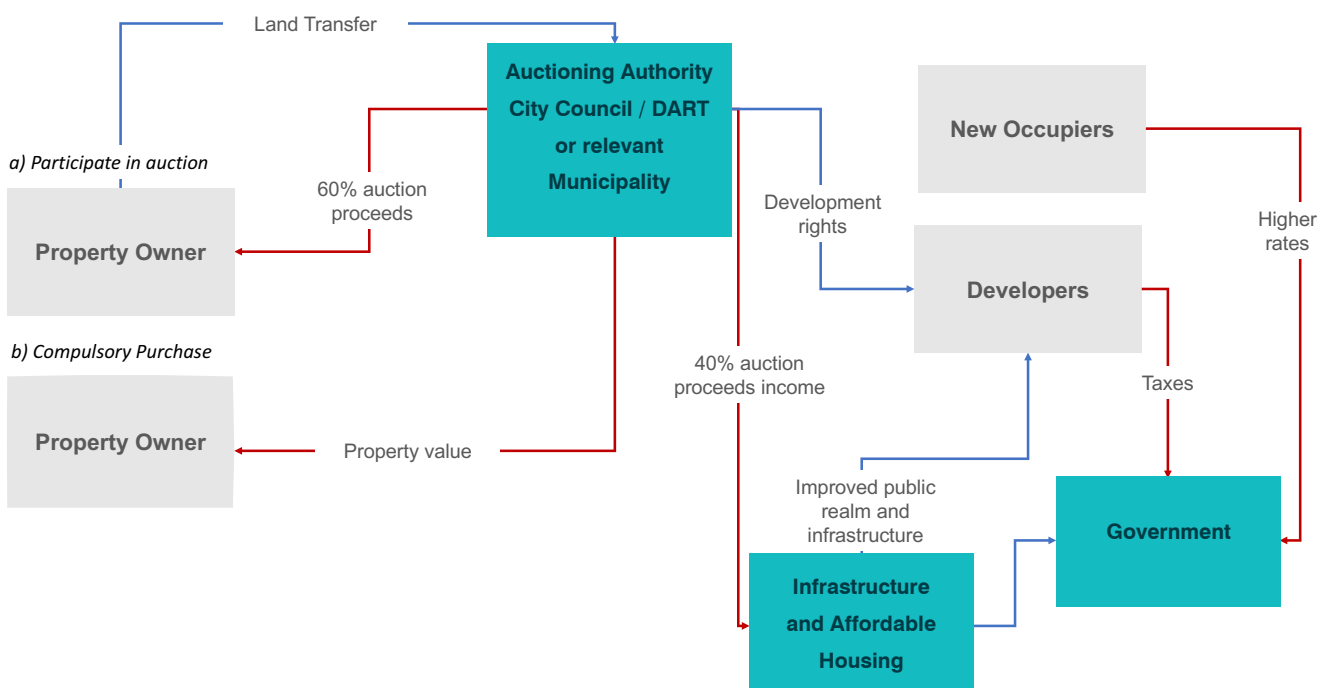 Land Transfer
Auctioning Authority
City Council / DART
or relevant
Municipality
New Occupiers
a) Participate in auction
60% auction
proceeds
Development
rights
Higher
rates
Property Owner
Developers
b) Compulsory Purchase
40% auction
proceeds income
Taxes
Property Owner
Property value
Improved public
realm and
infrastructure
Government
Infrastructure
and Affordable
Housing